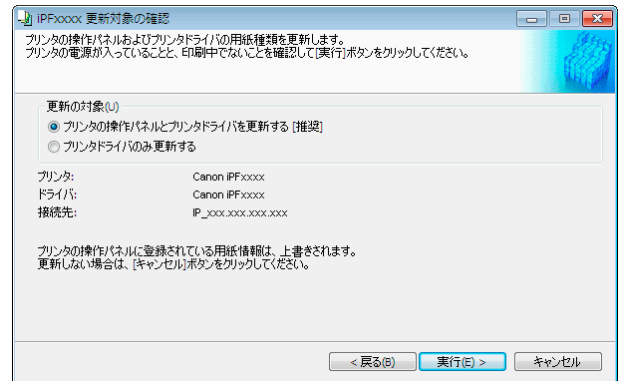 iPFxxxx 更新対象の確認
プリンタの操作パネルおよびプリンタドライバの用紙種類を更新します。
プリンタの電源が入っていることと、印刷中でないことを確認して[実行]ボタンをクリックしてください。
更新の対象(U)
プリンタの操作パネルとプリンタドライバを更新する [推奨]
プリンタドライバのみ更新する
プリンタ: Canon iPFxxxx
ドライバ: Canon iPFxxxx
接続先: IP_xxx.xxx.xxx.xxx
プリンタの操作パネルに登録されている用紙情報は、上書きされます。
更新しない場合は、[キャンセル]ボタンをクリックしてください。
< 戻る(B) 実行(E) > キャンセル